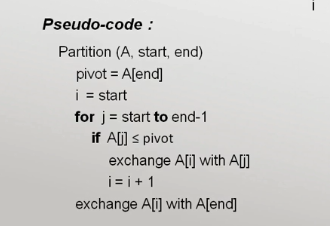 i
Pseudo-code :
Partition (A, start, end)
pivot = A[end]
i = start
for j = start to end-1
if A[j] ≤ pivot
exchange A[i] with A[j]
i = i + 1
exchange A[i] with A[end]